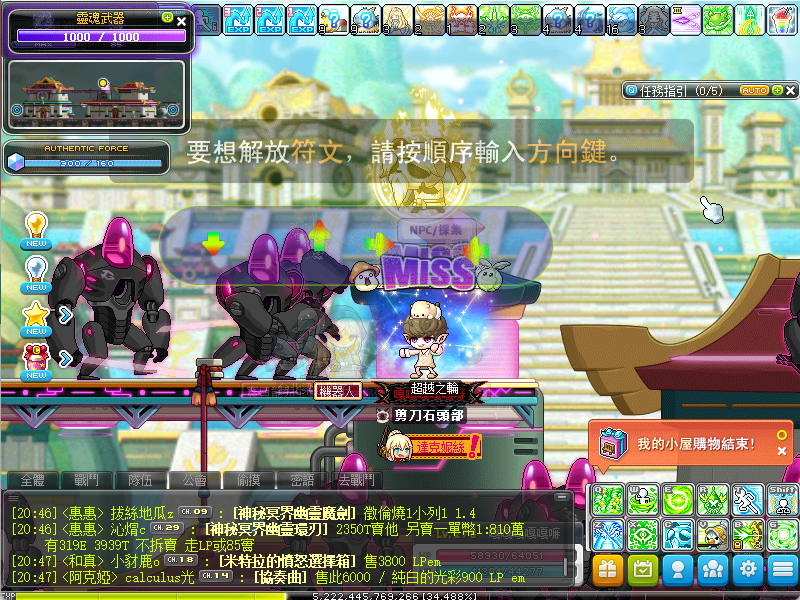 靈魂武器
1000 / 1000
AUTHENTIC FORCE
300 / 160
任務指引 (0/5) AUTO
要想解放符文，請按順序輸入方向鍵。
NPC/採集
MISS
NEW
NEW
NEW
NEW
機器人
超越之輪
剪刀石頭部
達克妮絲
我的小屋購物結束!
全體 戰鬥 隊伍 公會 偷摸 密語 去戰鬥
[20:46] <惠惠> 拔絲地瓜z CH.09 : [神秘冥界幽靈魔劍] 徵倫燒1小列1 1.4
[20:46] <惠惠> 沁焻c CH.29 : [神秘冥界幽靈環刃] 2350T賣他 另賣一單幣1:810萬
有319E 3939T 不拆賣 走LP或85葡
[20:47] <和真> 小豺鹿o CH.18 : [米特拉的憤怒選擇箱] 售3800 LPem
[20:47] <阿克婭> calculus光 CH.14 : [協奏曲] 售此6000 / 純白的光彩900 LP em
58930/64051
EXP 5,222,445,769,266 [34.488%]